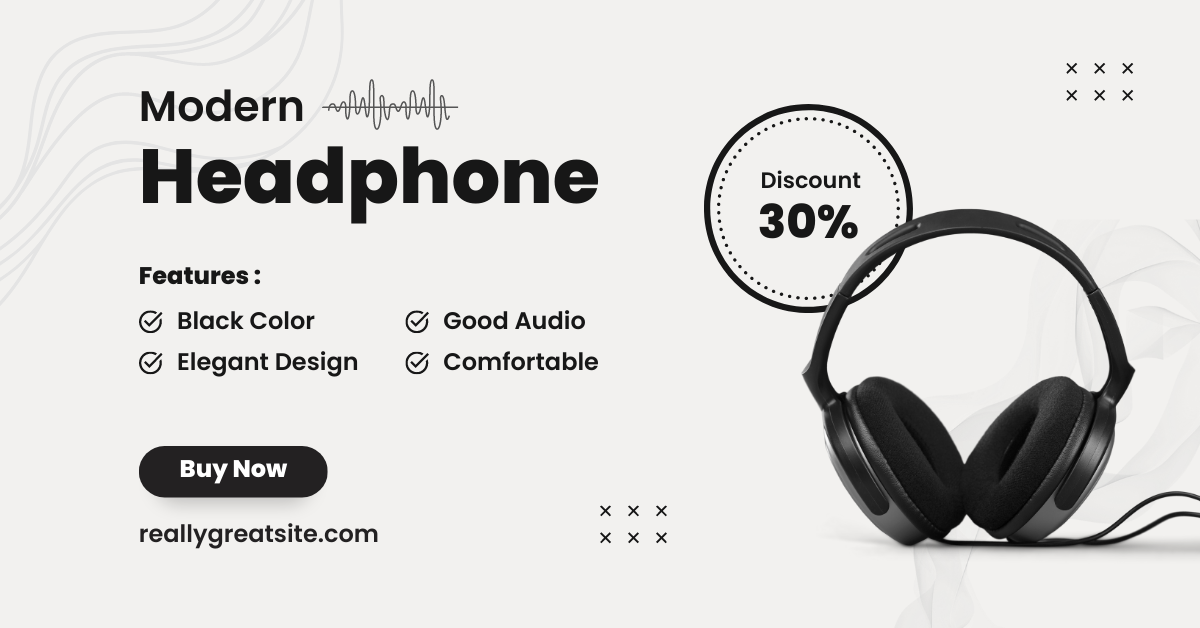 Modern
Headphone
Discount
30%
Features :
Black Color
Good Audio
Elegant Design
Comfortable
Buy Now
reallygreatsite.com